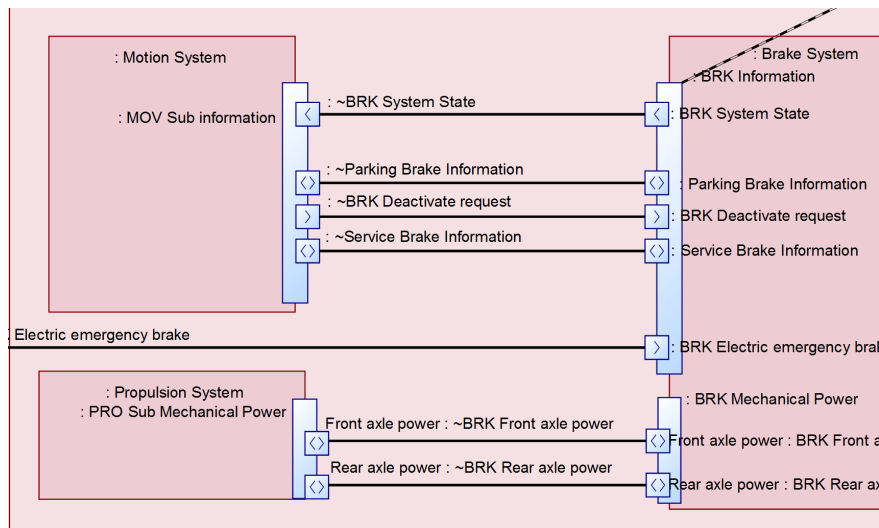 : Motion System
: Brake System
: BRK Information
: ~BRK System State
: MOV Sub information
: BRK System State
: ~Parking Brake Information
: Parking Brake Information
: ~BRK Deactivate request
: BRK Deactivate request
: ~Service Brake Information
: Service Brake Information
: Electric emergency brake
: BRK Electric emergency brak
: Propulsion System
: PRO Sub Mechanical Power
: BRK Mechanical Power
Front axle power : ~BRK Front axle power
Front axle power : BRK Front a
Rear axle power : ~BRK Rear axle power
Rear axle power : BRK Rear ax